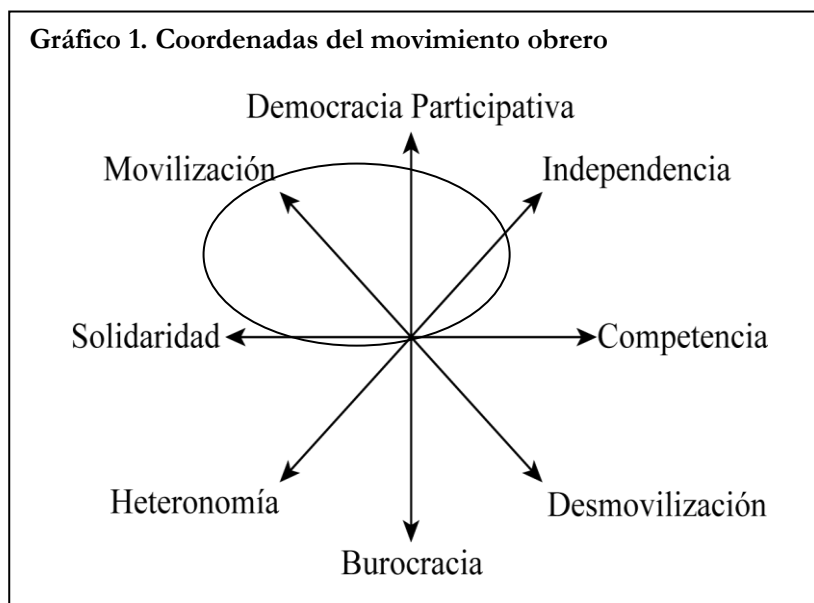 Gráfico 1. Coordenadas del movimiento obrero
Democracia Participativa
Movilización
Independencia
Solidaridad
Competencia
Heteronomía
Desmovilización
Burocracia